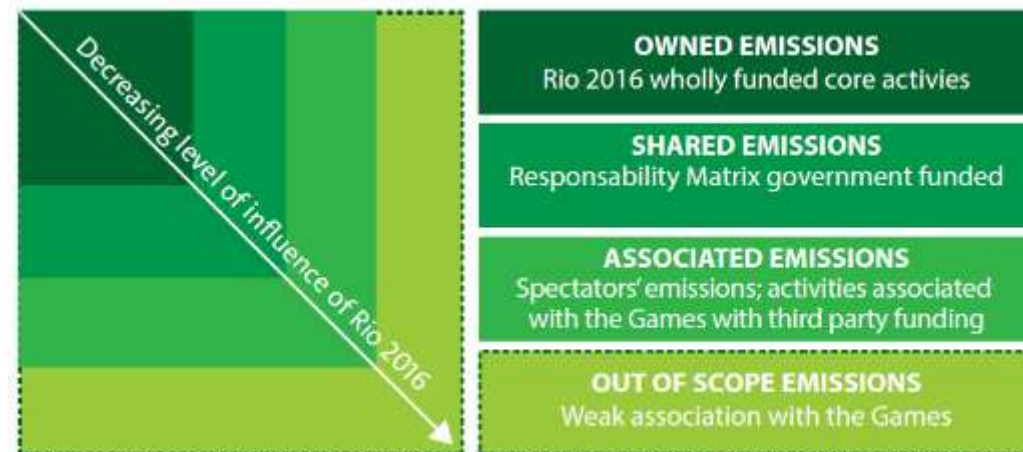 Decreasing level of influence of Rio 2016
OWNED EMISSIONS
Rio 2016 wholly funded core activies
SHARED EMISSIONS
Responsability Matrix government funded
ASSOCIATED EMISSIONS
Spectators' emissions; activities associated
with the Games with third party funding
OUT OF SCOPE EMISSIONS
Weak association with the Games